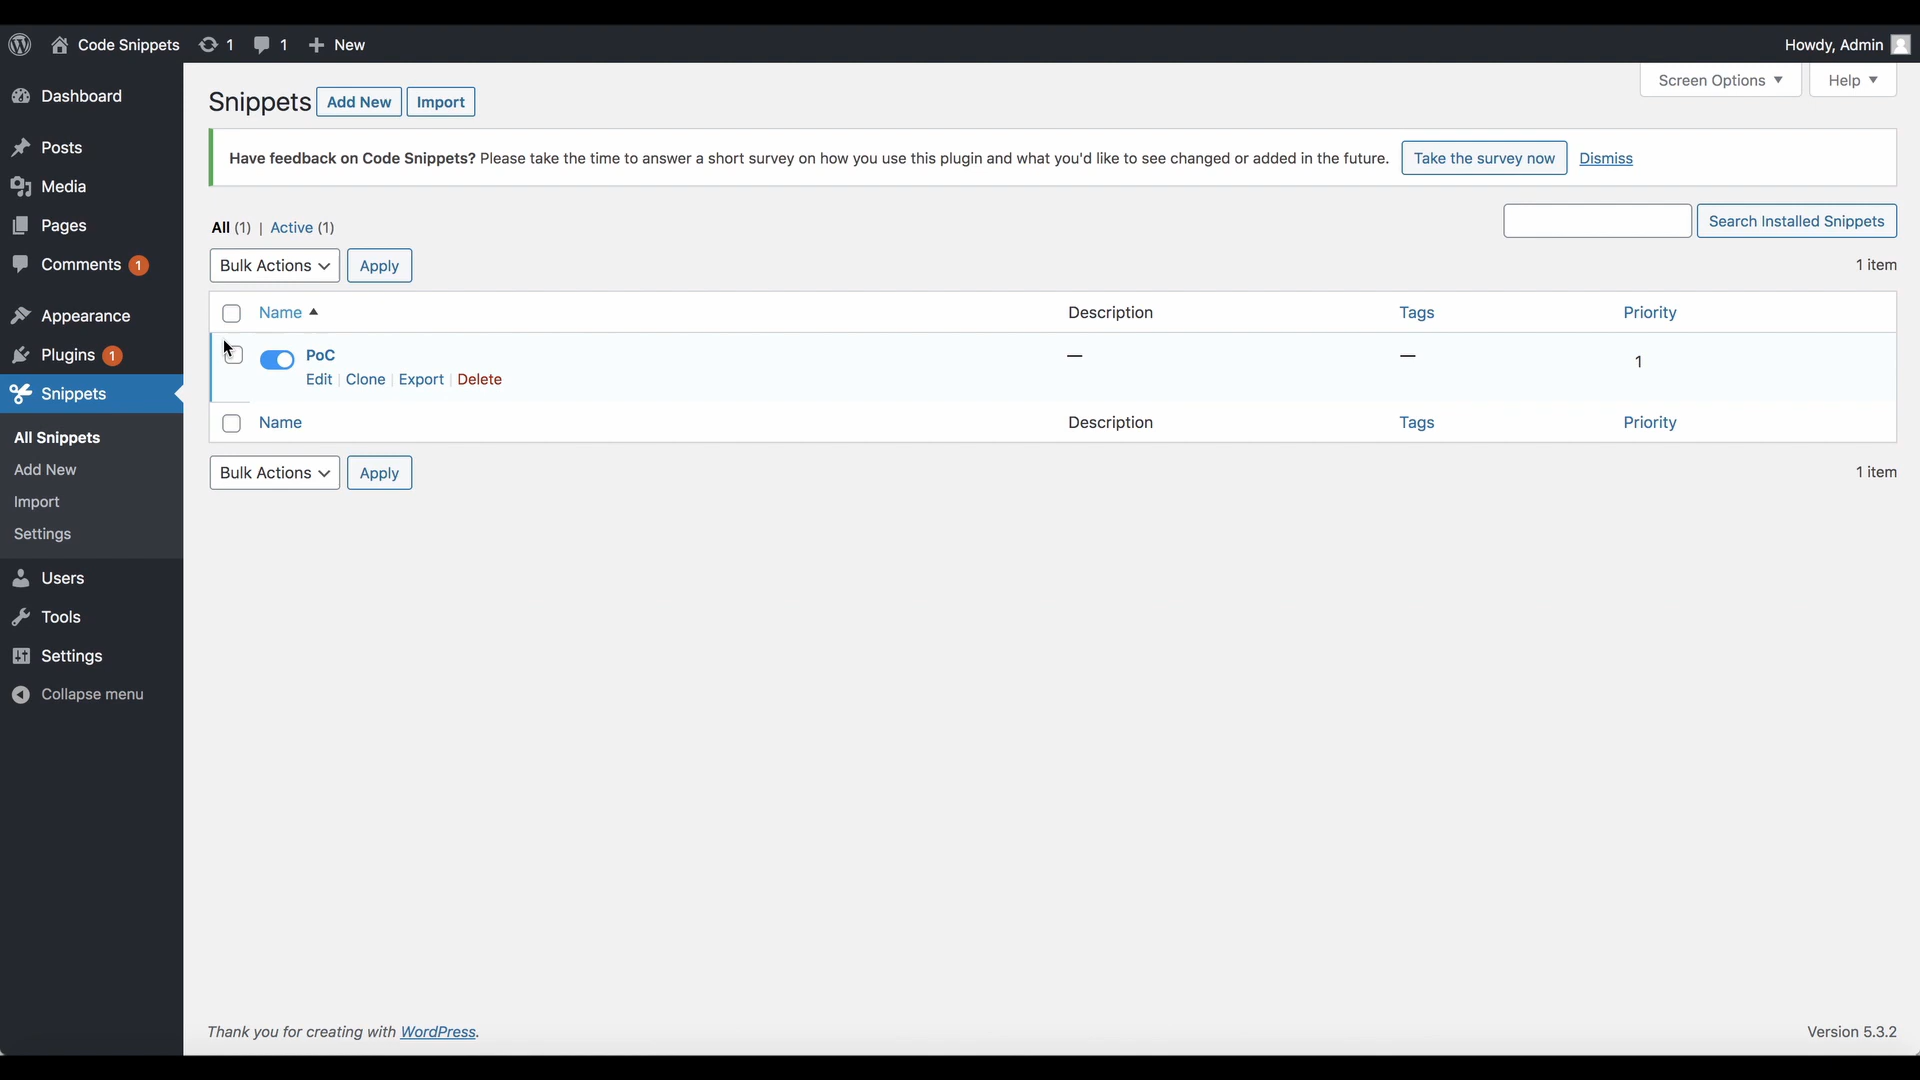 Code Snippets 1 1 New Howdy, Admin
Screen Options Help
Dashboard
Posts
Media
Pages
Comments 1
Appearance
Plugins 1
Snippets
All Snippets
Add New
Import
Settings
Users
Tools
Settings
Collapse menu
Snippets Add New Import
Have feedback on Code Snippets? Please take the time to answer a short survey on how you use this plugin and what you'd like to see changed or added in the future. Take the survey now Dismiss
All (1) | Active (1)
Search Installed Snippets
Bulk Actions Apply 1 item
Name Description Tags Priority
PoC — — 1
Edit | Clone | Export | Delete
Name Description Tags Priority
Bulk Actions Apply 1 item
Thank you for creating with WordPress. Version 5.3.2